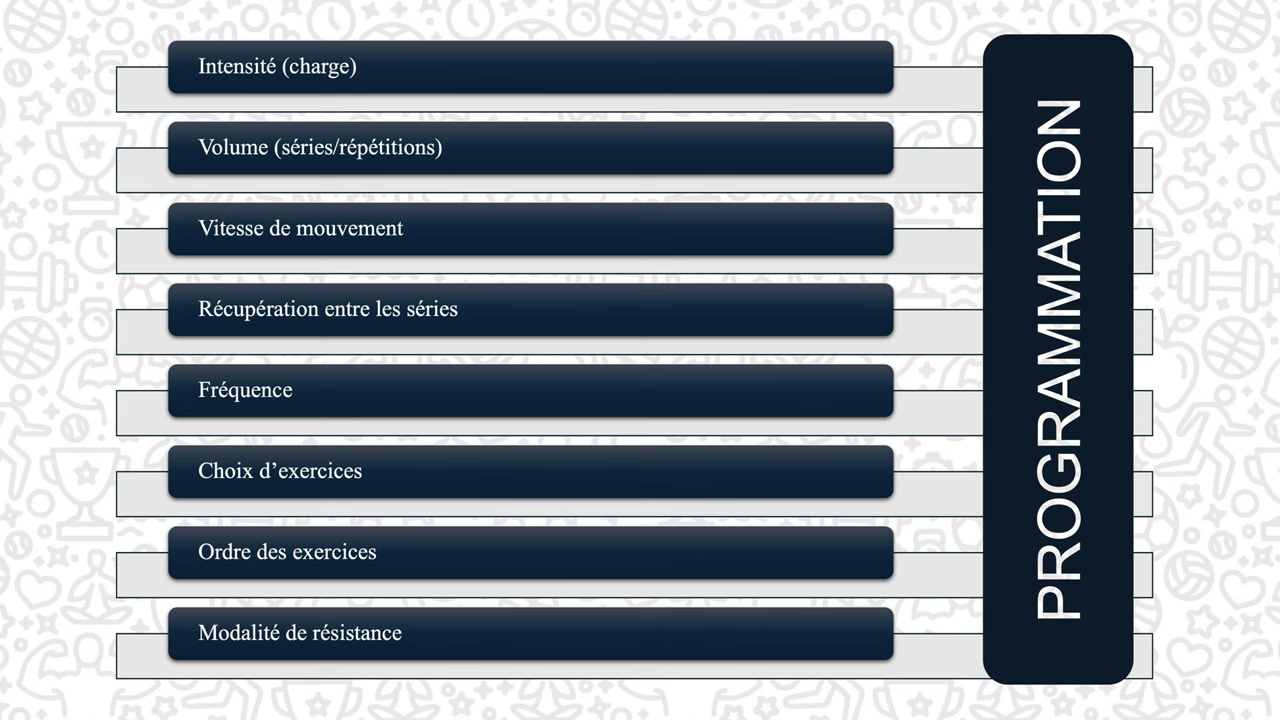 Intensité (charge)
Volume (séries/répétitions)
Vitesse de mouvement
Récupération entre les séries
Fréquence
Choix d’exercices
Ordre des exercices
Modalité de résistance
PROGRAMMATION